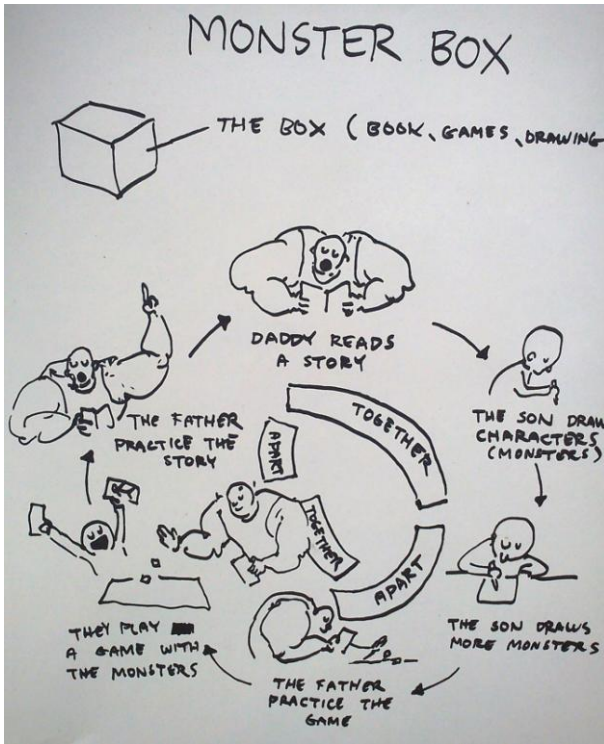 MONSTER BOX
THE BOX (BOOK, GAMES, DRAWING
DADDY READS
A STORY
THE SON DRAW
CHARACTERS
(MONSTERS)
THE SON DRAWS
MORE MONSTERS
THE FATHER
PRACTICE THE
GAME
THEY PLAY
A GAME WITH
THE MONSTERS
THE FATHER
PRACTICE THE
STORY
TOGETHER
APART
TOGETHER
APART